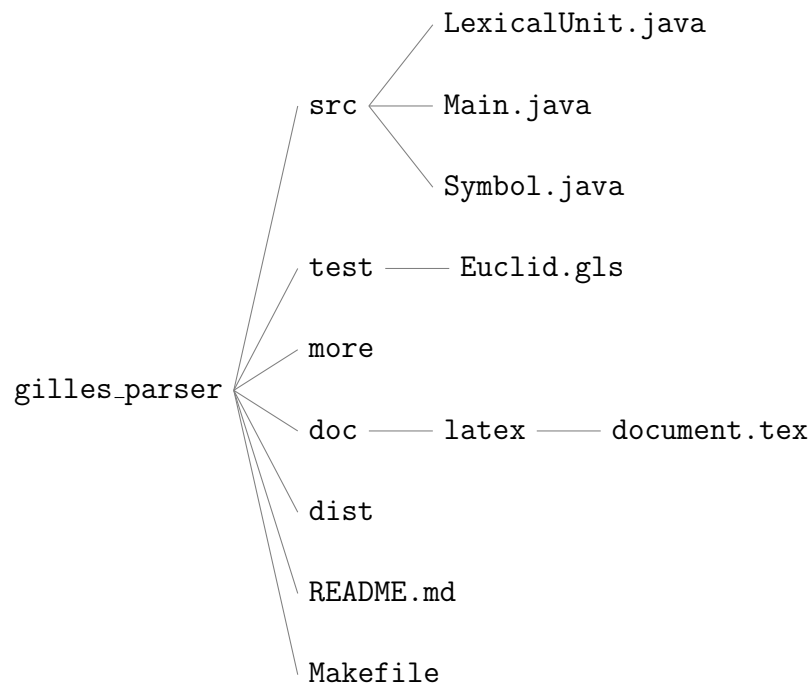 LexicalUnit.java
src
Main.java
Symbol.java
test
Euclid.gls
more
gilles_parser
doc
latex
document.tex
dist
README.md
Makefile